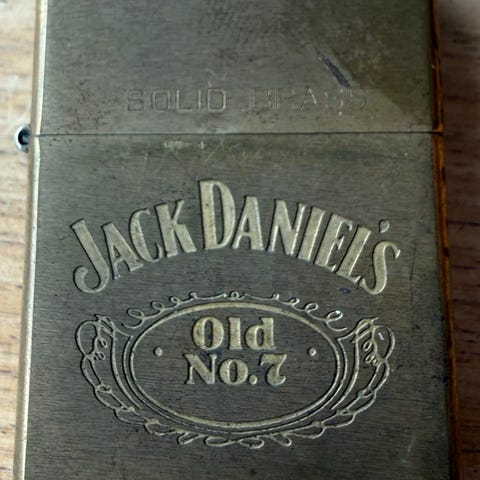 SOLID BRASS
JACK DANIEL'S
Old
No.7